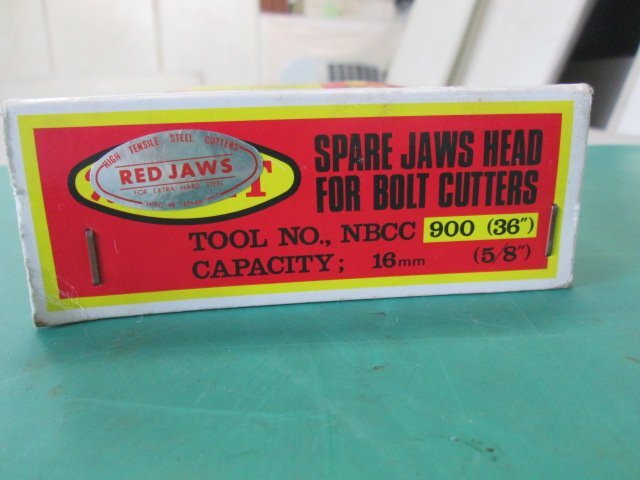 HIGH TENSILE STEEL CUTTERS
RED JAWS
FOR EXTRA HARD STEEL
SPARE JAWS HEAD
FOR BOLT CUTTERS
TOOL NO., NBCC 900 (36")
CAPACITY; 16mm (5/8")